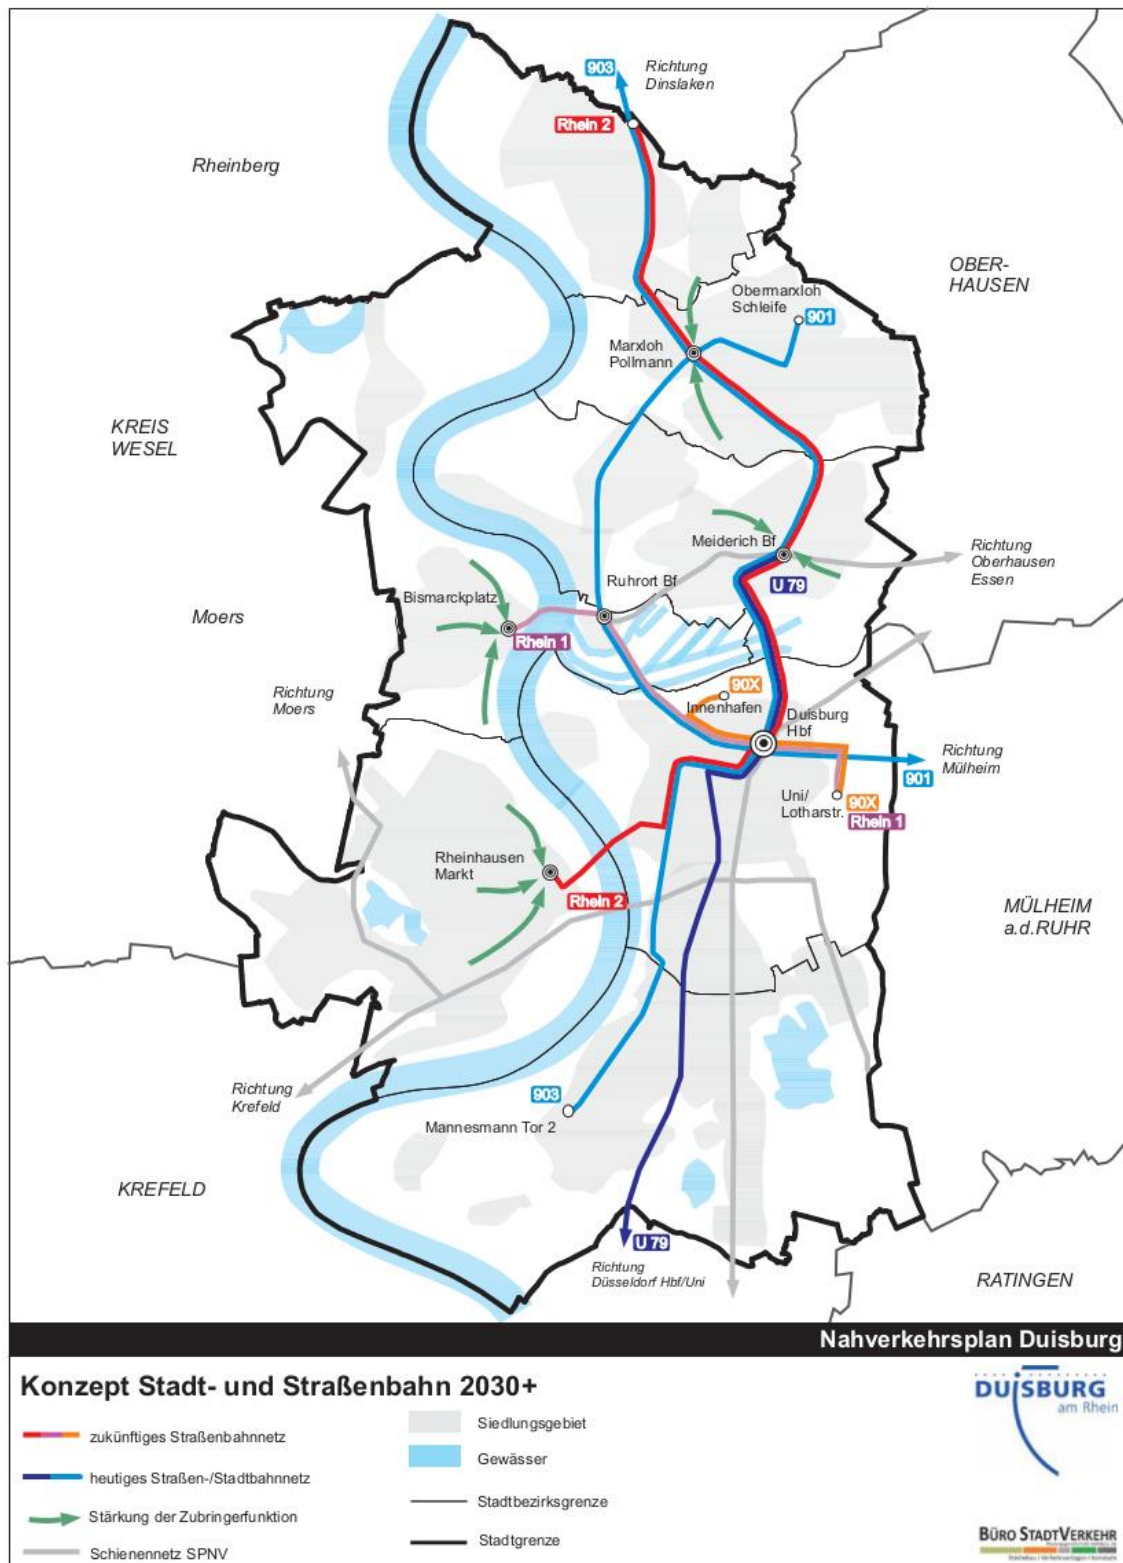 903
Richtung
Dinslaken
Rhein 2
Rheinberg
OBER-
HAUSEN
Obermarxloh
Schleife
901
Marxloh
Pollmann
KREIS
WESEL
Meiderich Bf
Richtung
Oberhausen
Essen
U 79
Ruhrort Bf
Bismarckplatz
Moers
Rhein 1
Richtung
Moers
90X
Innenhafen
Duisburg
Hbf
Richtung
Mülheim
901
Uni/
Lotharstr.
90X
Rhein 1
Rheinhausen
Markt
Rhein 2
MÜLHEIM
a.d.RUHR
Richtung
Krefeld
903
Mannesmann Tor 2
KREFELD
U 79
Richtung
Düsseldorf Hbf/Uni
RATINGEN
Nahverkehrsplan Duisburg
Konzept Stadt- und Straßenbahn 2030+
zukünftiges Straßenbahnnetz
heutiges Straßen-/Stadtbahnnetz
Stärkung der Zubringerfunktion
Schienennetz SPNV
Siedlungsgebiet
Gewässer
Stadtbezirksgrenze
Stadtgrenze
DUISBURG
am Rhein
BÜRO STADTVERKEHR